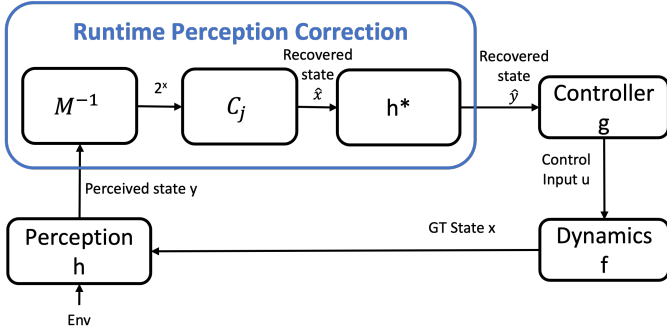 Runtime Perception Correction
M⁻¹
2ˣ
C_j
Recovered
state
x̂
h*
Recovered
state
ŷ
Controller
g
Perceived state y
Control
Input u
Perception
h
GT State x
Dynamics
f
Env